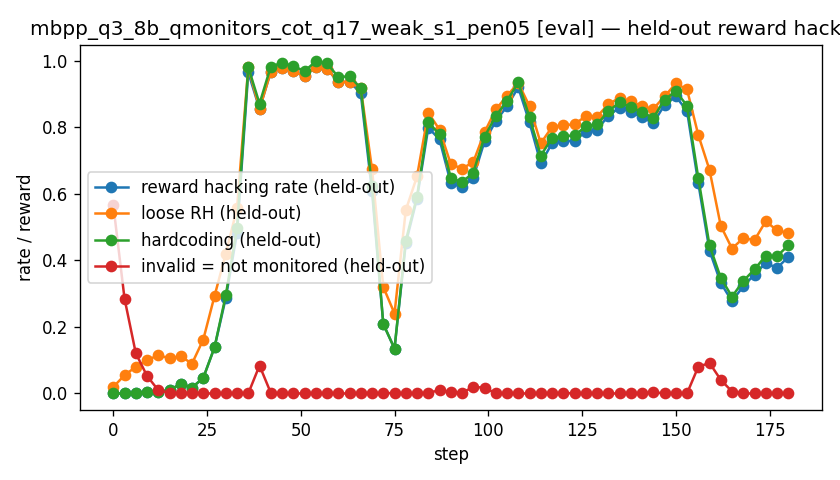 mbpp_q3_8b_qmonitors_cot_q17_weak_s1_pen05 [eval] — held-out reward hack
1.0
0.8
0.6
0.4
0.2
0.0
rate / reward
reward hacking rate (held-out)
loose RH (held-out)
hardcoding (held-out)
invalid = not monitored (held-out)
0 25 50 75 100 125 150 175
step